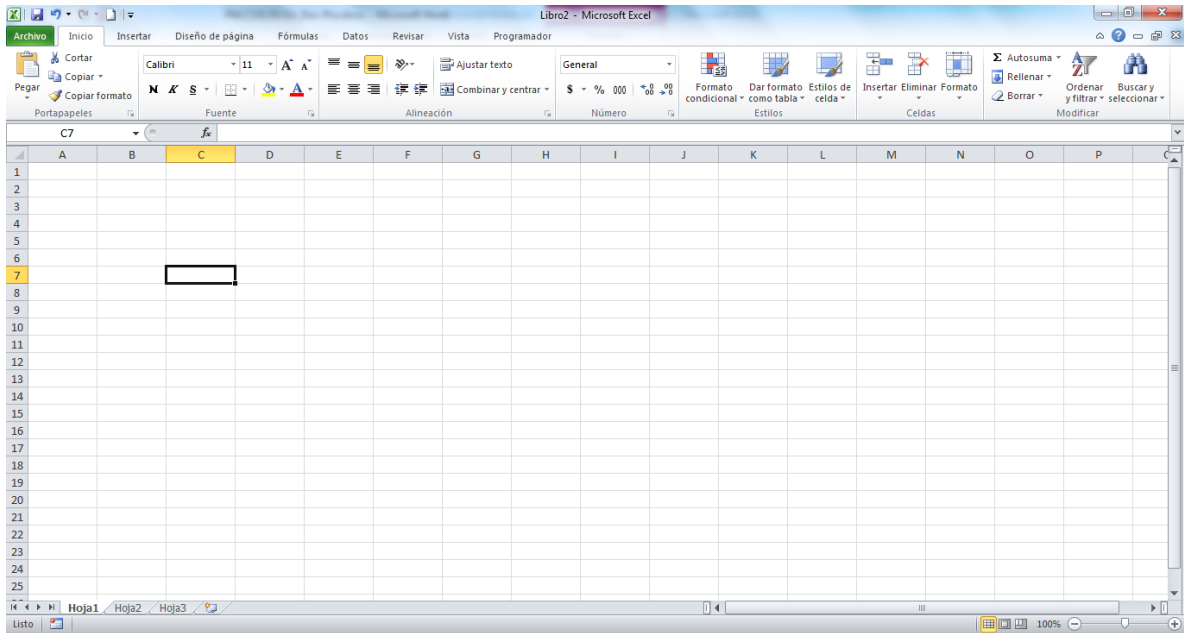 Libro2 - Microsoft Excel
Archivo Inicio Insertar Diseño de página Fórmulas Datos Revisar Vista Programador
Pegar
Cortar
Copiar
Copiar formato
Portapapeles
Calibri 11
N K S
Fuente
Ajustar texto
Combinar y centrar
Alineación
General
$ % 000
Número
Formato condicional
Dar formato como tabla
Estilos de celda
Estilos
Insertar Eliminar Formato
Celdas
Σ Autosuma
Rellenar
Borrar
Ordenar y filtrar
Buscar y seleccionar
Modificar
C7 fx
A B C D E F G H I J K L M N O P
1
2
3
4
5
6
7
8
9
10
11
12
13
14
15
16
17
18
19
20
21
22
23
24
25
Hoja1 Hoja2 Hoja3
Listo 100%